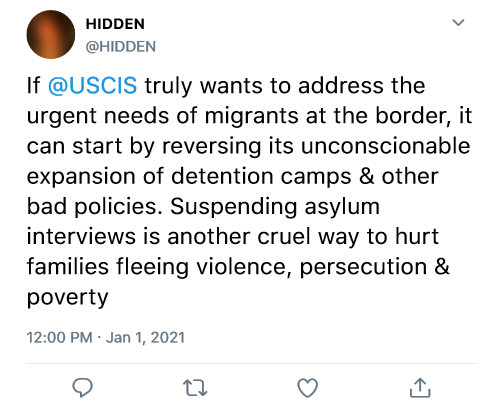 HIDDEN
@HIDDEN
If @USCIS truly wants to address the
urgent needs of migrants at the border, it
can start by reversing its unconscionable
expansion of detention camps & other
bad policies. Suspending asylum
interviews is another cruel way to hurt
families fleeing violence, persecution &
poverty
12:00 PM · Jan 1, 2021